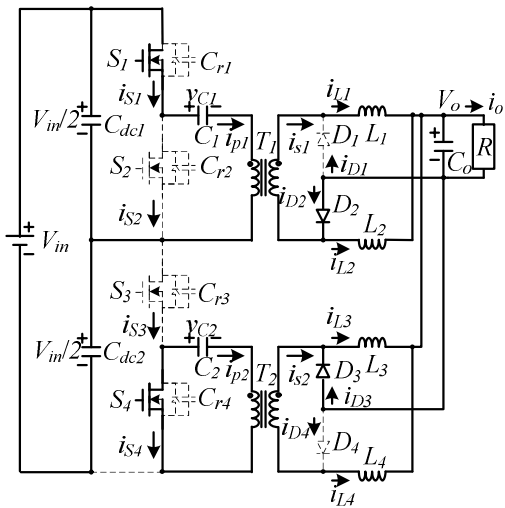 S1
Cr1
iS1
vC1
iL1
Vo
io
Vin/2
Cdc1
C1
ip1
T1
is1
D1
L1
Co
R
S2
Cr2
iD1
iD2
D2
iS2
L2
Vin
iL2
S3
Cr3
iS3
vC2
iL3
Vin/2
Cdc2
C2
ip2
T2
is2
D3
L3
S4
Cr4
iD3
iD4
D4
iS4
L4
iL4